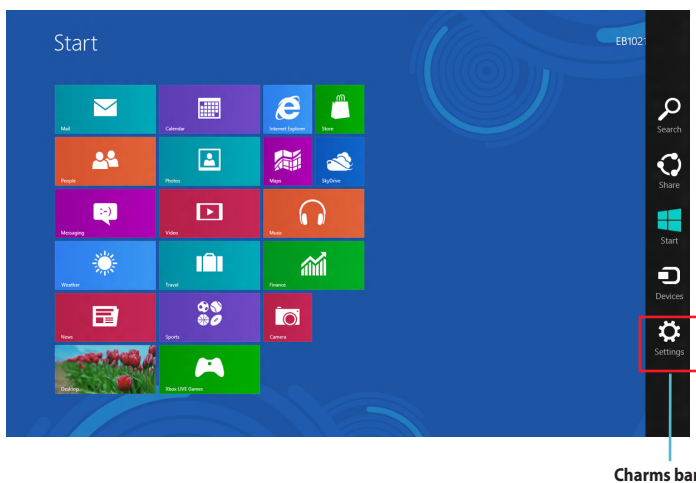 Start
EB1021
Search
Share
Start
Devices
Settings
Mail
Calendar
Internet Explorer
Store
People
Photos
Maps
SkyDrive
Messaging
:-)
Video
Music
Weather
Travel
Finance
News
Sports
Camera
Desktop
Xbox LIVE Games
Charms bar